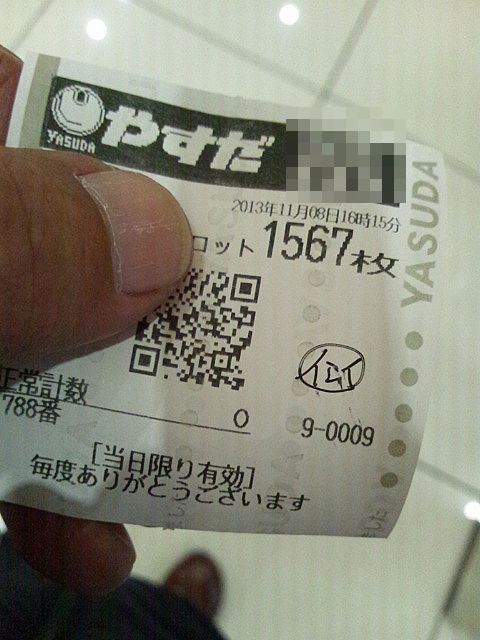 YASUDA
やすだ
2013年11月08日16時15分
ロット 1567枚
YASUDA
正常計数
788番 0
9-0009
[当日限り有効]
毎度ありがとうございます